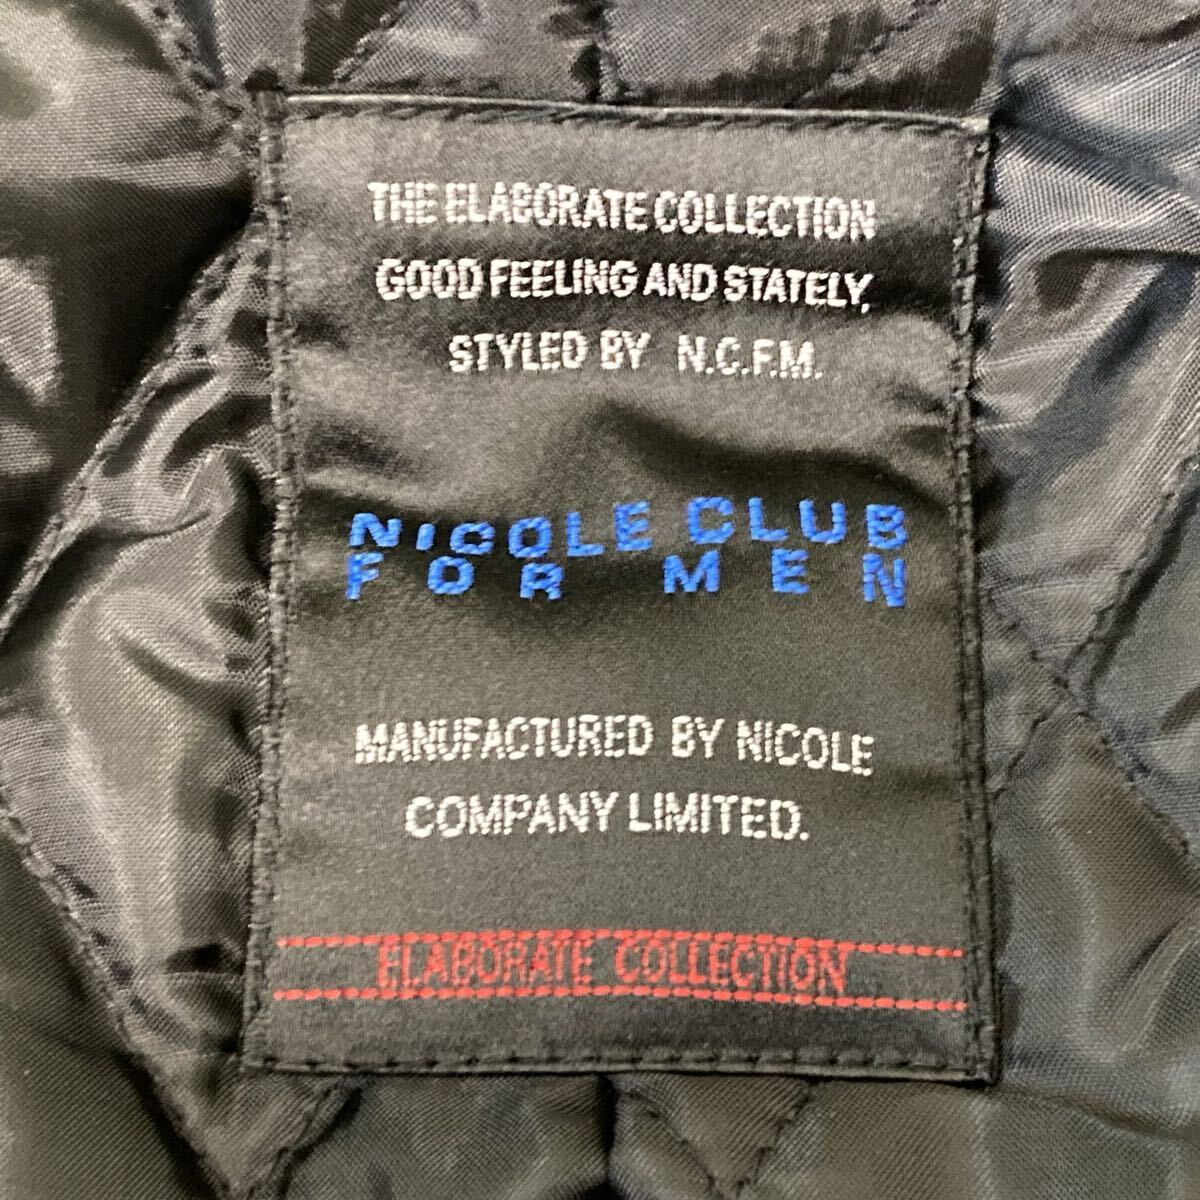 THE ELABORATE COLLECTION
GOOD FEELING AND STATELY,
STYLED BY N.C.F.M.
NICOLE CLUB
FOR MEN
MANUFACTURED BY NICOLE
COMPANY LIMITED.
ELABORATE COLLECTION